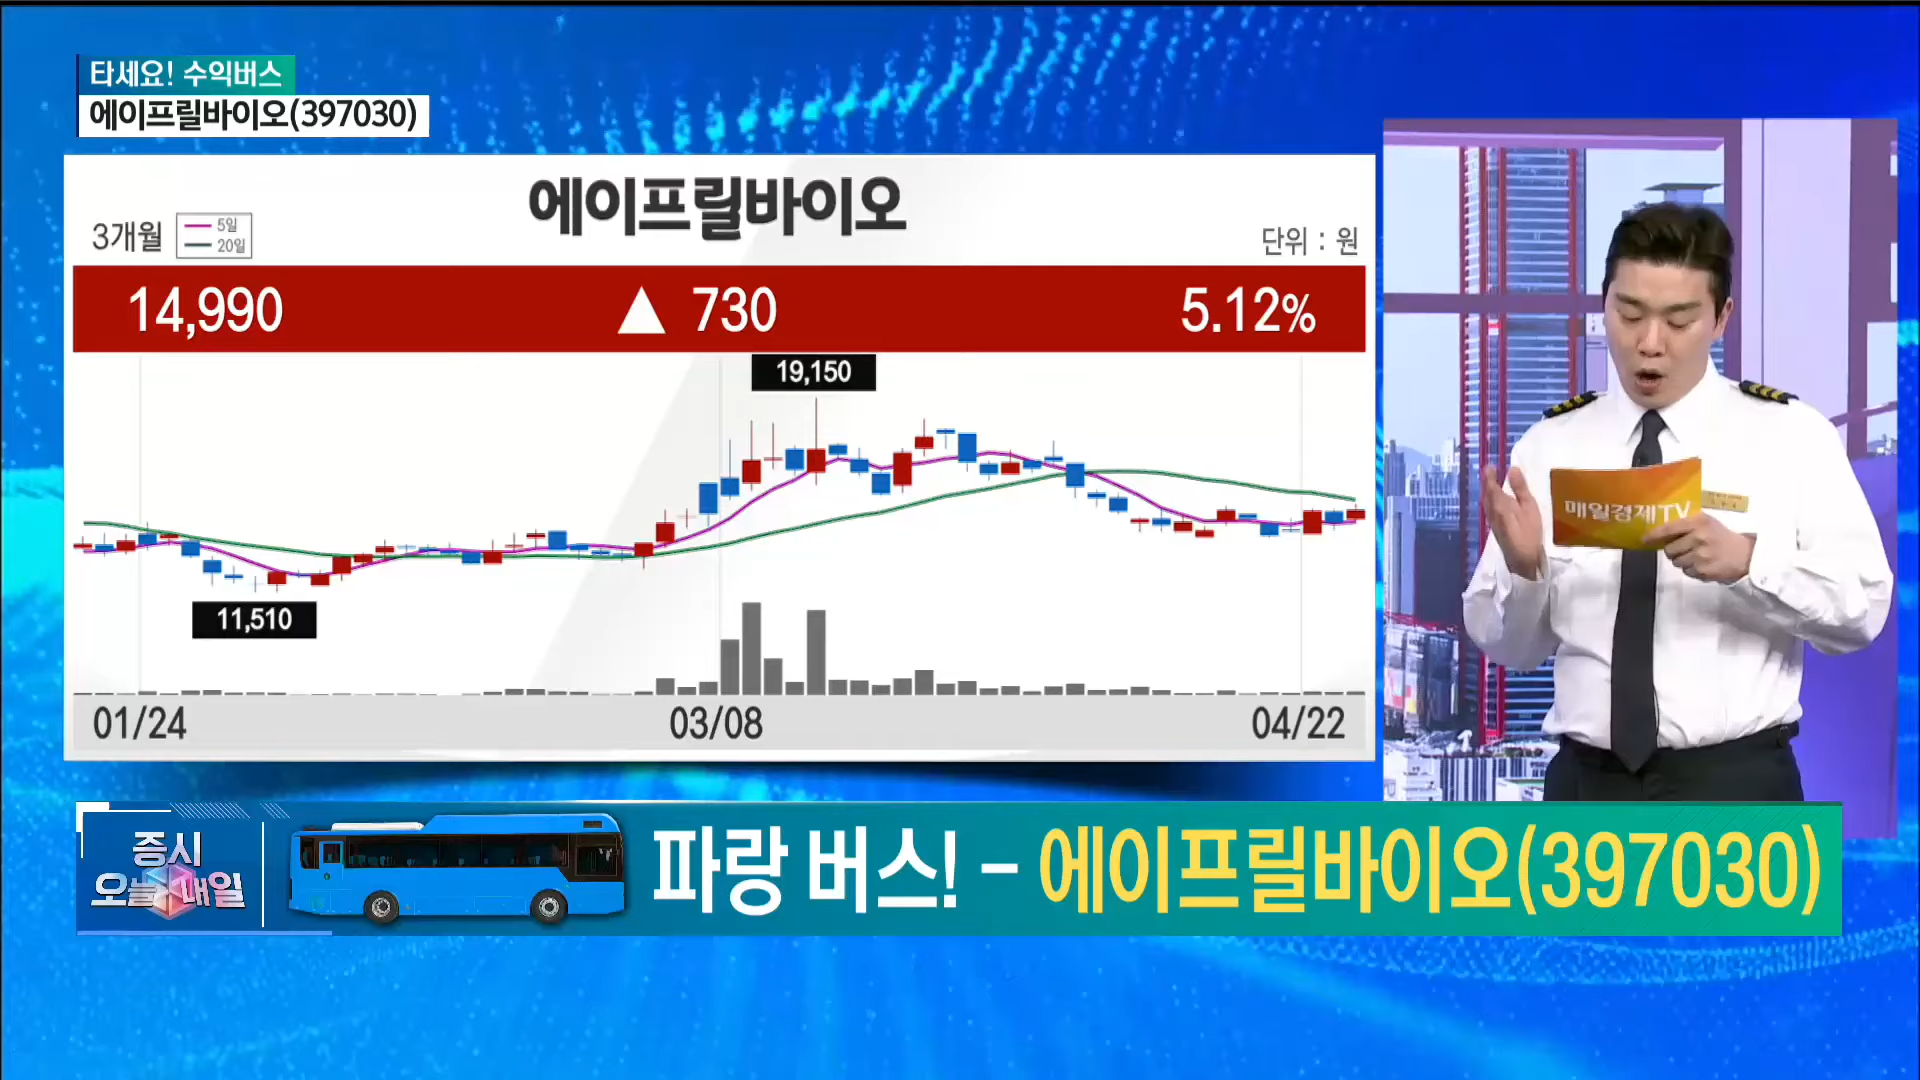 타세요! 수익버스
에이프릴바이오(397030)
에이프릴바이오
3개월
5일
20일
단위 : 원
14,990 ▲ 730 5.12%
19,150
11,510
01/24 03/08 04/22
매일경제TV
증시
오늘 매일
파랑 버스! - 에이프릴바이오(397030)